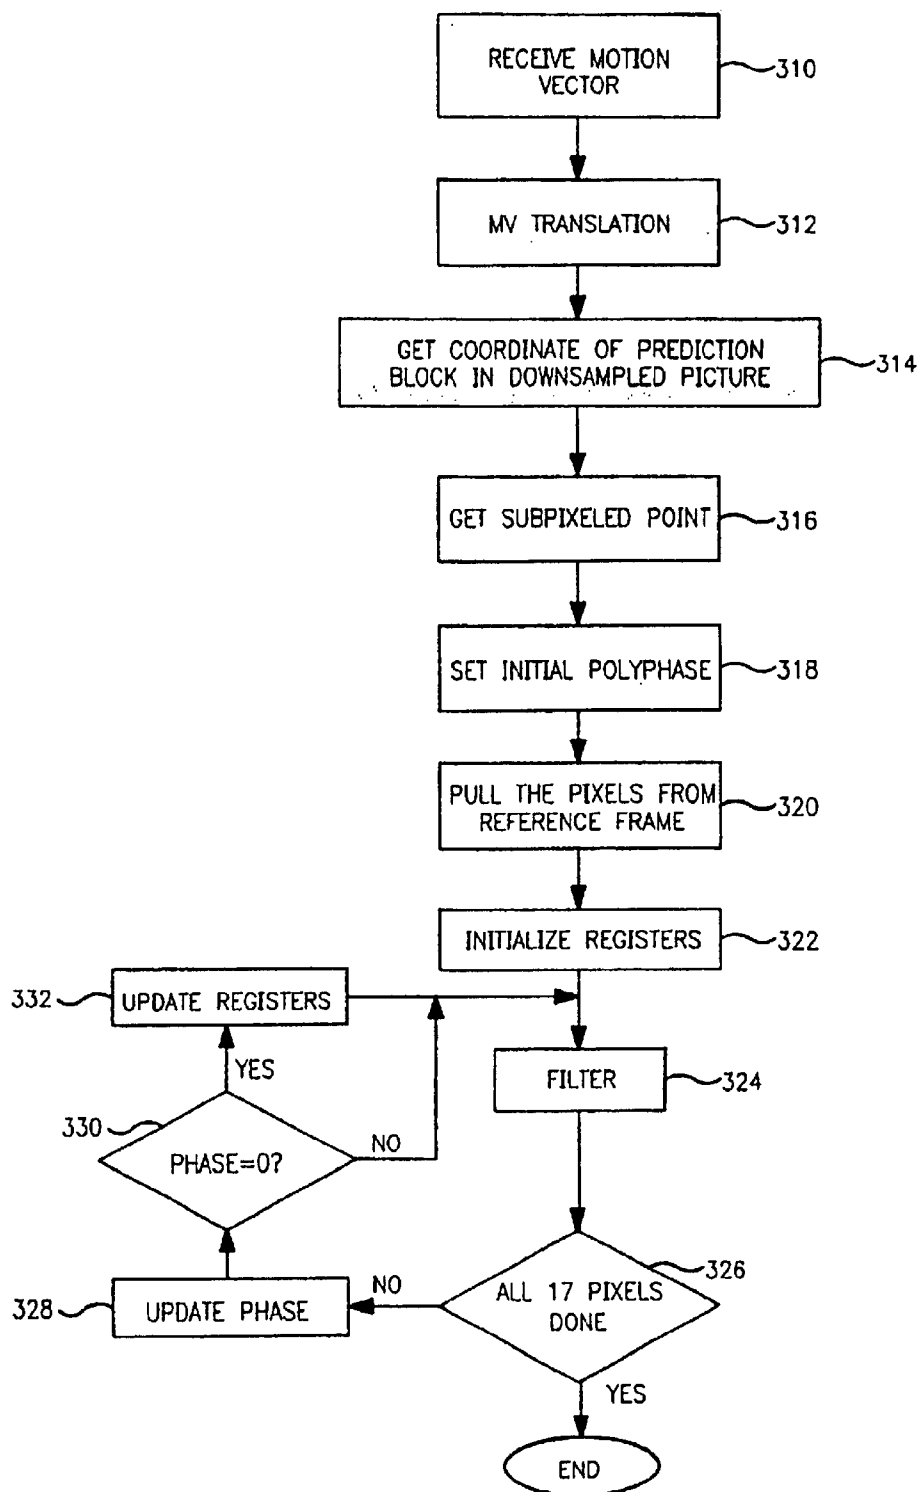 RECEIVE MOTION
VECTOR
310
MV TRANSLATION
312
GET COORDINATE OF PREDICTION
BLOCK IN DOWNSAMPLED PICTURE
314
GET SUBPIXELED POINT
316
SET INITIAL POLYPHASE
318
PULL THE PIXELS FROM
REFERENCE FRAME
320
INITIALIZE REGISTERS
322
332
UPDATE REGISTERS
YES
FILTER
324
330
PHASE=0?
NO
326
ALL 17 PIXELS
DONE
NO
328
UPDATE PHASE
YES
END